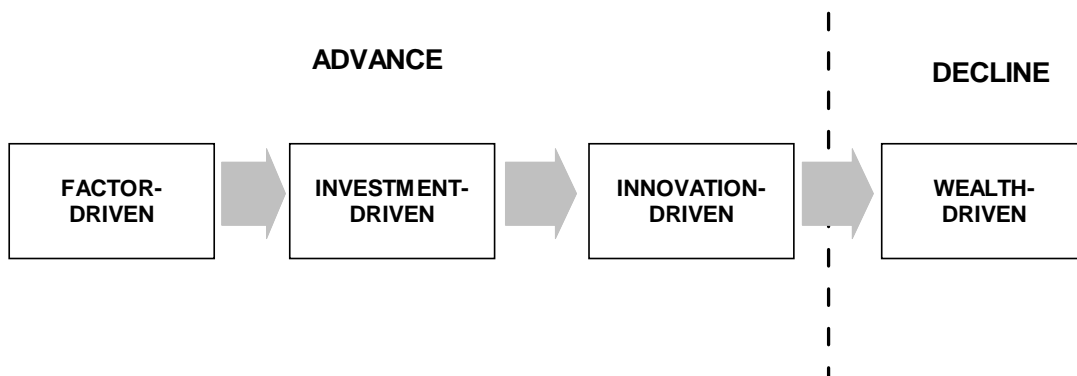 ADVANCE
DECLINE
FACTOR-
DRIVEN
INVESTMENT-
DRIVEN
INNOVATION-
DRIVEN
WEALTH-
DRIVEN